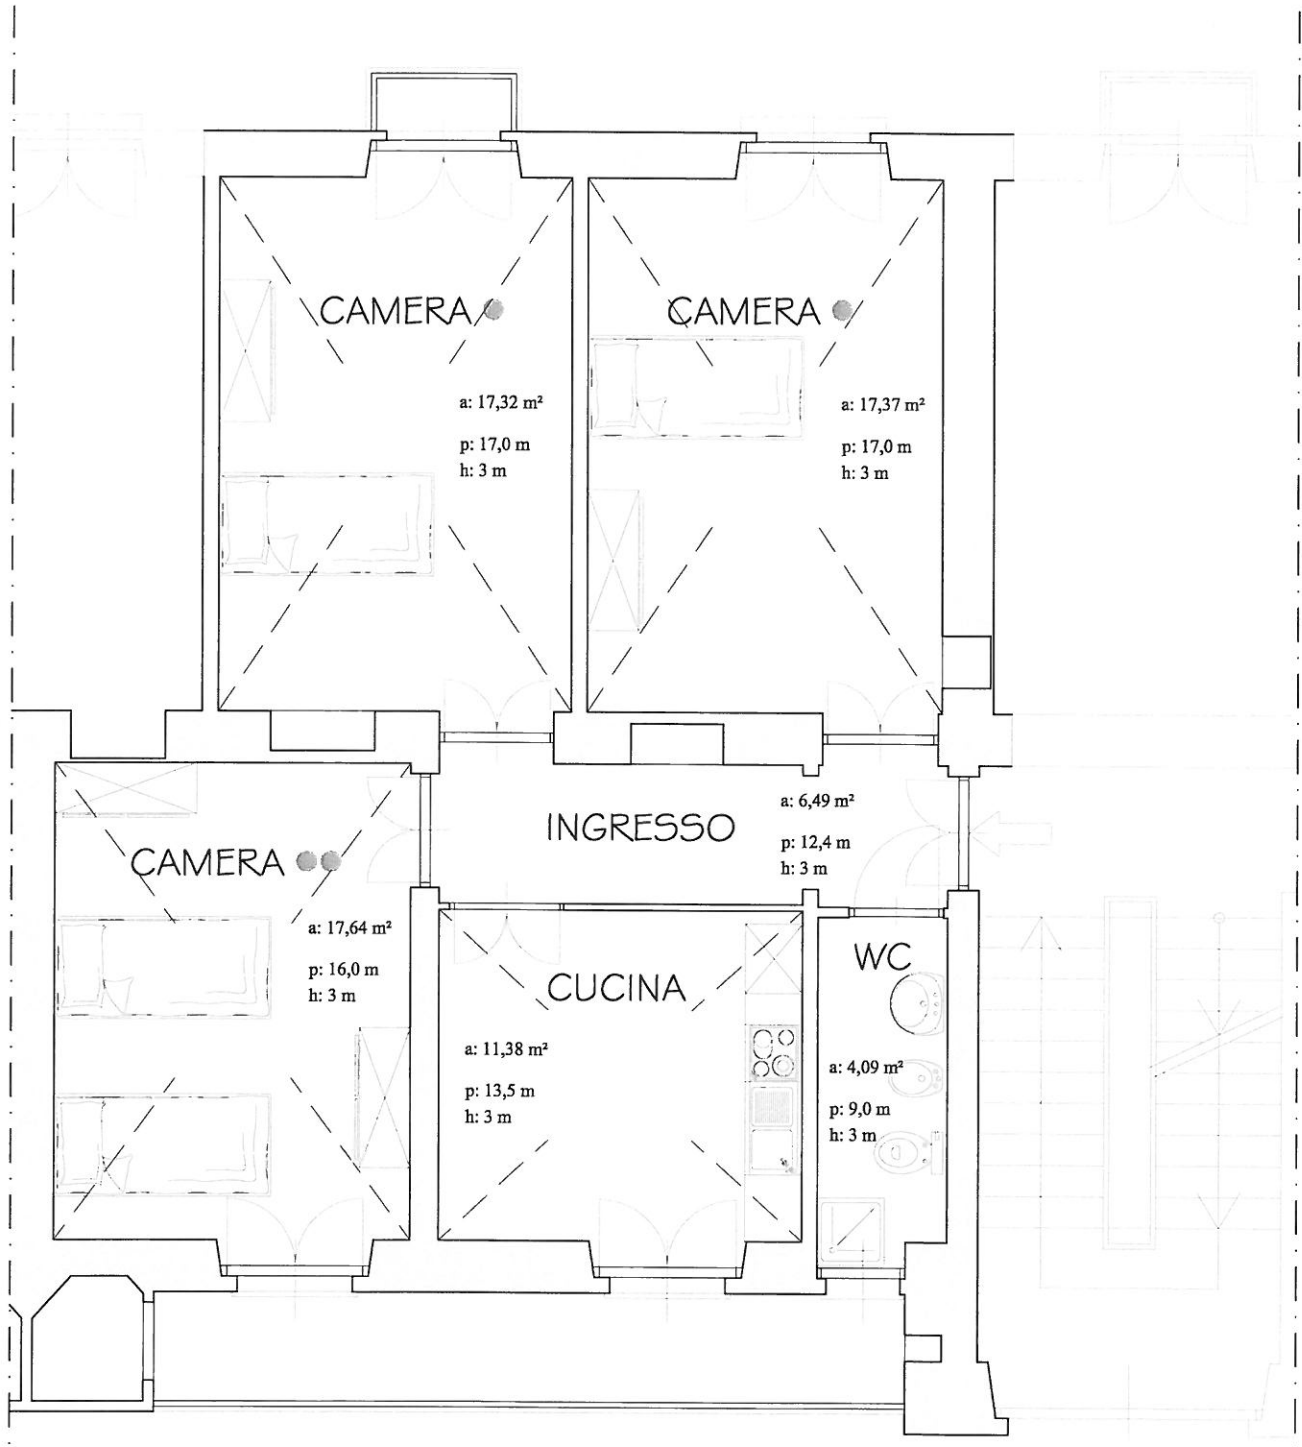 CAMERA
a: 17,32 m²
p: 17,0 m
h: 3 m
CAMERA
a: 17,37 m²
p: 17,0 m
h: 3 m
INGRESSO
a: 6,49 m²
p: 12,4 m
h: 3 m
CAMERA
a: 17,64 m²
p: 16,0 m
h: 3 m
CUCINA
a: 11,38 m²
p: 13,5 m
h: 3 m
WC
a: 4,09 m²
p: 9,0 m
h: 3 m